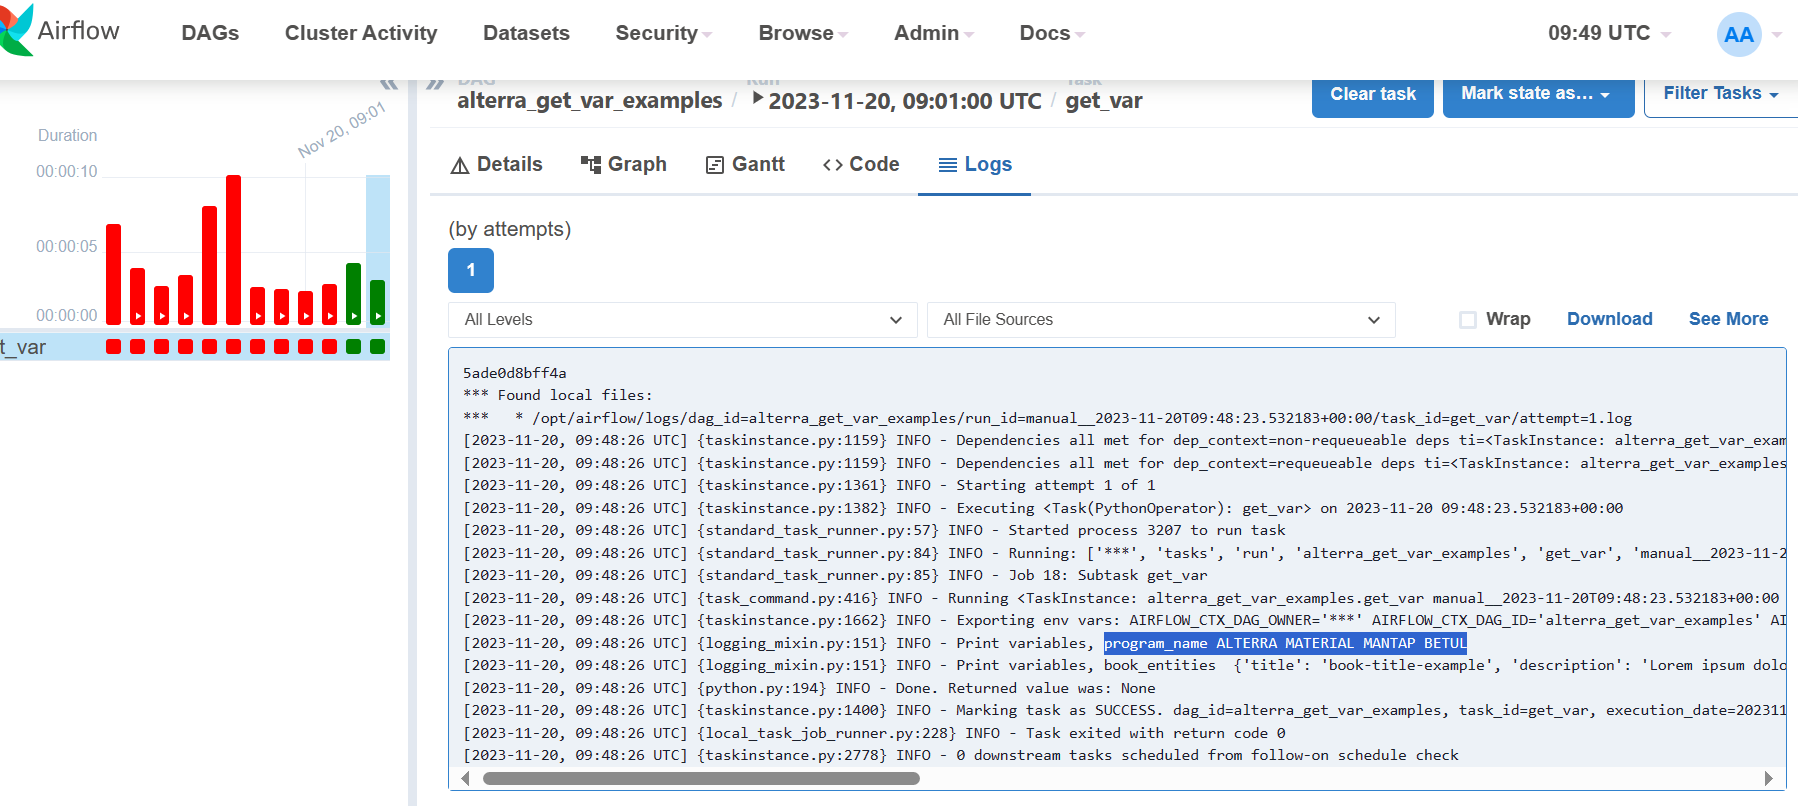 Airflow
DAGs
Cluster Activity
Datasets
Security
Browse
Admin
Docs
09:49 UTC
AA
DAG
Run
Task
alterra_get_var_examples / 2023-11-20, 09:01:00 UTC / get_var
Clear task
Mark state as…
Filter Tasks
Nov 20, 09:01
Duration
00:00:10
00:00:05
00:00:00
t_var
Details
Graph
Gantt
Code
Logs
(by attempts)
1
All Levels
All File Sources
Wrap
Download
See More
5ade0d8bff4a
*** Found local files:
***   * /opt/airflow/logs/dag_id=alterra_get_var_examples/run_id=manual__2023-11-20T09:48:23.532183+00:00/task_id=get_var/attempt=1.log
[2023-11-20, 09:48:26 UTC] {taskinstance.py:1159} INFO - Dependencies all met for dep_context=non-requeueable deps ti=<TaskInstance: alterra_get_var_exam
[2023-11-20, 09:48:26 UTC] {taskinstance.py:1159} INFO - Dependencies all met for dep_context=requeueable deps ti=<TaskInstance: alterra_get_var_examples
[2023-11-20, 09:48:26 UTC] {taskinstance.py:1361} INFO - Starting attempt 1 of 1
[2023-11-20, 09:48:26 UTC] {taskinstance.py:1382} INFO - Executing <Task(PythonOperator): get_var> on 2023-11-20 09:48:23.532183+00:00
[2023-11-20, 09:48:26 UTC] {standard_task_runner.py:57} INFO - Started process 3207 to run task
[2023-11-20, 09:48:26 UTC] {standard_task_runner.py:84} INFO - Running: ['***', 'tasks', 'run', 'alterra_get_var_examples', 'get_var', 'manual__2023-11-2
[2023-11-20, 09:48:26 UTC] {standard_task_runner.py:85} INFO - Job 18: Subtask get_var
[2023-11-20, 09:48:26 UTC] {task_command.py:416} INFO - Running <TaskInstance: alterra_get_var_examples.get_var manual__2023-11-20T09:48:23.532183+00:00
[2023-11-20, 09:48:26 UTC] {taskinstance.py:1662} INFO - Exporting env vars: AIRFLOW_CTX_DAG_OWNER='***' AIRFLOW_CTX_DAG_ID='alterra_get_var_examples' AI
[2023-11-20, 09:48:26 UTC] {logging_mixin.py:151} INFO - Print variables, program_name ALTERRA MATERIAL MANTAP BETUL
[2023-11-20, 09:48:26 UTC] {logging_mixin.py:151} INFO - Print variables, book_entities  {'title': 'book-title-example', 'description': 'Lorem ipsum dolo
[2023-11-20, 09:48:26 UTC] {python.py:194} INFO - Done. Returned value was: None
[2023-11-20, 09:48:26 UTC] {taskinstance.py:1400} INFO - Marking task as SUCCESS. dag_id=alterra_get_var_examples, task_id=get_var, execution_date=202311
[2023-11-20, 09:48:26 UTC] {local_task_job_runner.py:228} INFO - Task exited with return code 0
[2023-11-20, 09:48:26 UTC] {taskinstance.py:2778} INFO - 0 downstream tasks scheduled from follow-on schedule check